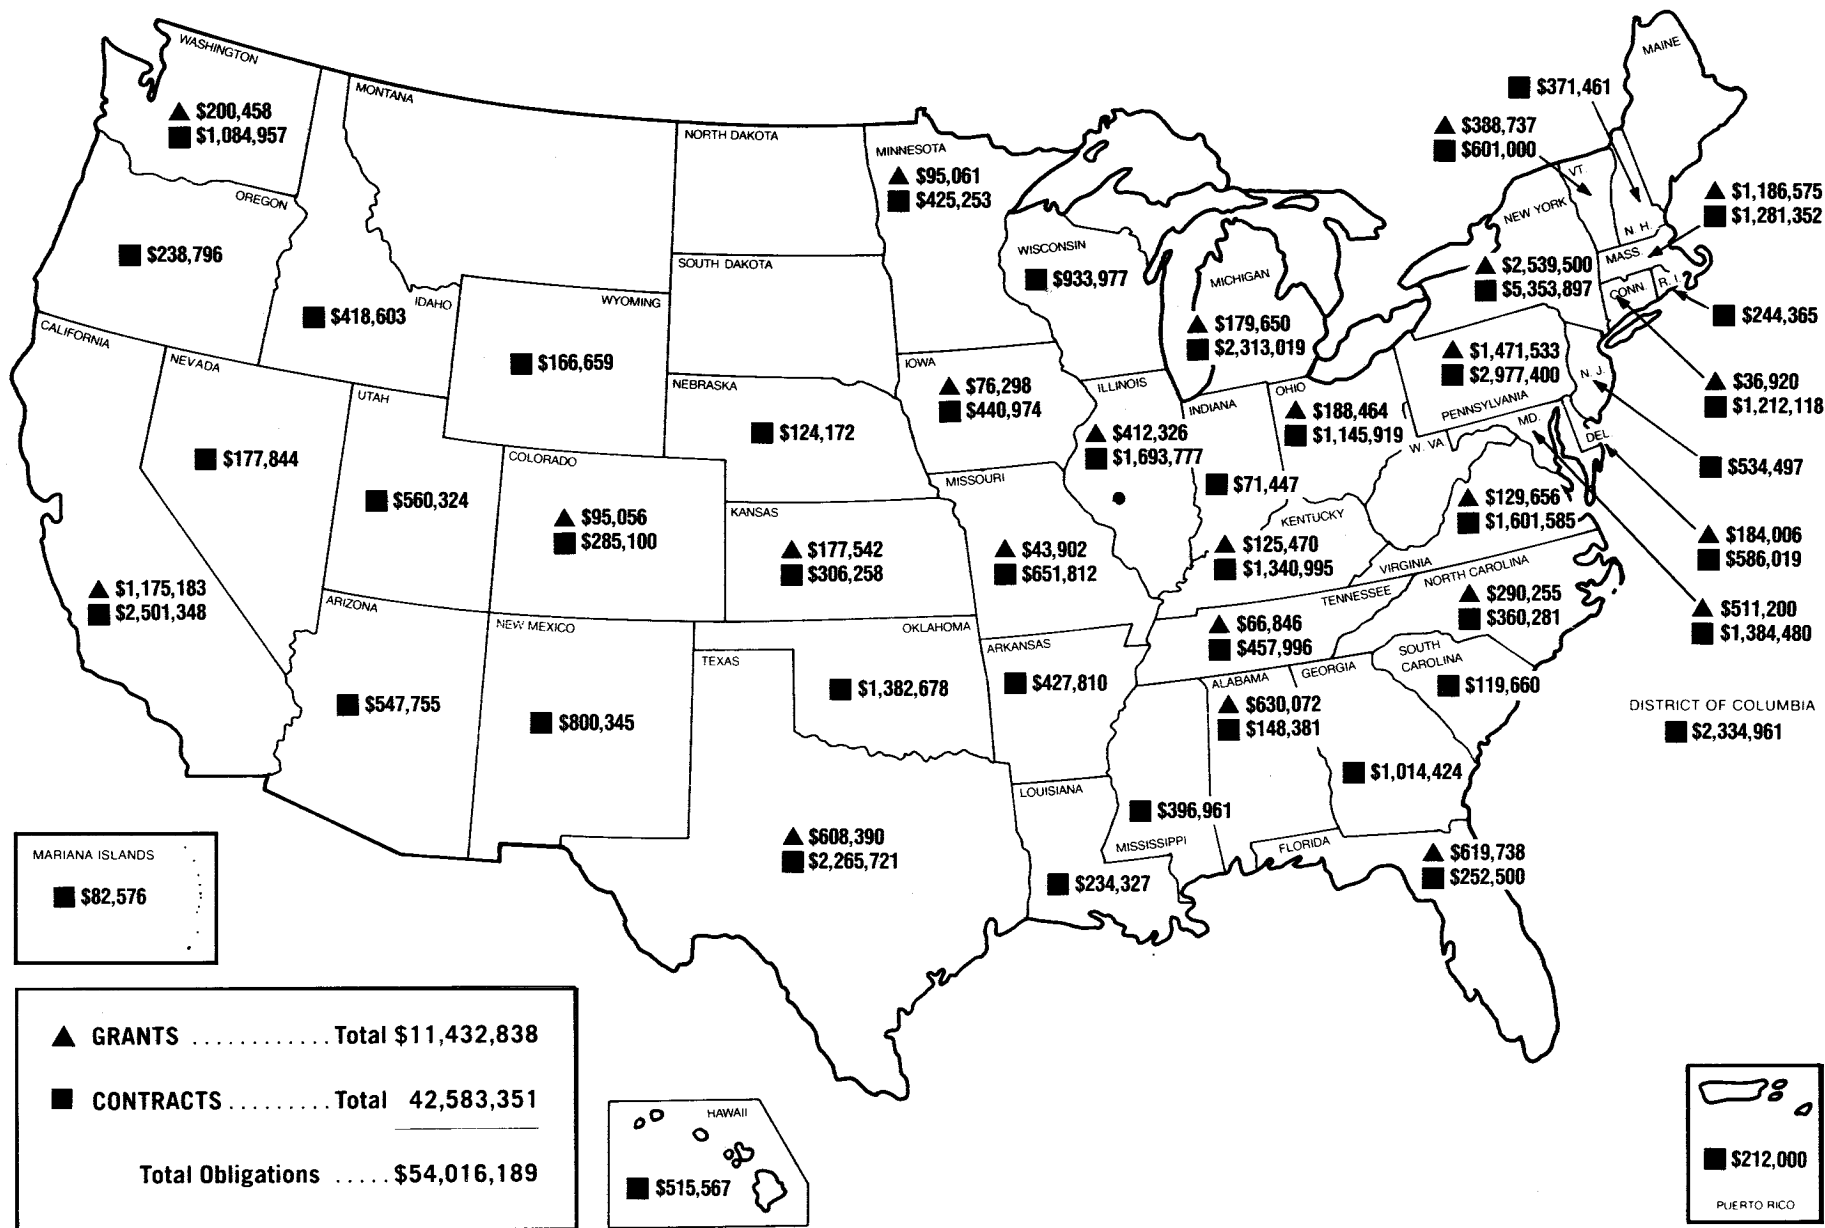 WASHINGTON
▲ $200,458
■ $1,084,957
MONTANA
NORTH DAKOTA
MINNESOTA
▲ $95,061
■ $425,253
MAINE
■ $371,461
▲ $388,737
■ $601,000
VT.
NEW YORK
N. H.
▲ $1,186,575
■ $1,281,352
MASS.
OREGON
■ $238,796
IDAHO
■ $418,603
WYOMING
■ $166,659
SOUTH DAKOTA
WISCONSIN
■ $933,977
MICHIGAN
▲ $179,650
■ $2,313,019
▲ $2,539,500
■ $5,353,897
CONN.
R. I.
■ $244,365
▲ $36,920
■ $1,212,118
CALIFORNIA
▲ $1,175,183
■ $2,501,348
NEVADA
■ $177,844
UTAH
■ $560,324
COLORADO
▲ $95,056
■ $285,100
NEBRASKA
■ $124,172
KANSAS
▲ $177,542
■ $306,258
IOWA
▲ $76,298
■ $440,974
MISSOURI
▲ $43,902
■ $651,812
ILLINOIS
▲ $412,326
■ $1,693,777
INDIANA
■ $71,447
OHIO
▲ $188,464
■ $1,145,919
▲ $1,471,533
■ $2,977,400
PENNSYLVANIA
N. J.
■ $534,497
MD.
DEL.
▲ $184,006
■ $586,019
▲ $511,200
■ $1,384,480
W. VA
KENTUCKY
▲ $125,470
■ $1,340,995
▲ $129,656
■ $1,601,585
VIRGINIA
NORTH CAROLINA
▲ $290,255
■ $360,281
TENNESSEE
▲ $66,846
■ $457,996
ARIZONA
■ $547,755
NEW MEXICO
■ $800,345
OKLAHOMA
■ $1,382,678
TEXAS
▲ $608,390
■ $2,265,721
ARKANSAS
■ $427,810
LOUISIANA
■ $234,327
■ $396,961
MISSISSIPPI
ALABAMA
▲ $630,072
■ $148,381
GEORGIA
■ $1,014,424
SOUTH
CAROLINA
■ $119,660
FLORIDA
▲ $619,738
■ $252,500
DISTRICT OF COLUMBIA
■ $2,334,961
MARIANA ISLANDS
■ $82,576
▲ GRANTS ............ Total $11,432,838
■ CONTRACTS ......... Total 42,583,351
Total Obligations ..... $54,016,189
HAWAII
■ $515,567
■ $212,000
PUERTO RICO